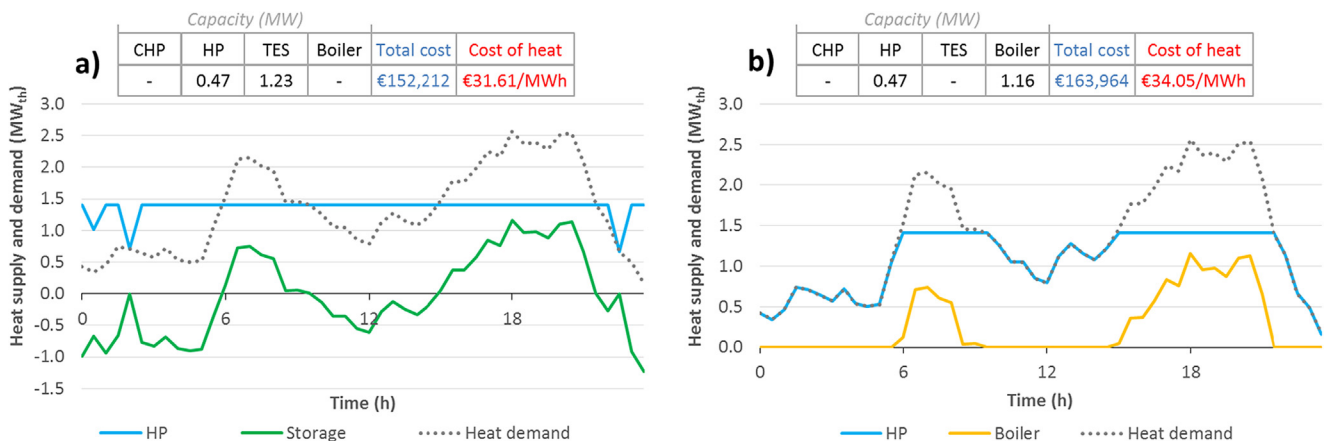 a)
Capacity (MW)
CHP HP TES Boiler Total cost Cost of heat
- 0.47 1.23 - €152,212 €31.61/MWh
Heat supply and demand (MWth)
3.0
2.5
2.0
1.5
1.0
0.5
0.0
-0.5
-1.0
-1.5
0 6 12 18
Time (h)
HP Storage Heat demand
b)
Capacity (MW)
CHP HP TES Boiler Total cost Cost of heat
- 0.47 - 1.16 €163,964 €34.05/MWh
Heat supply and demand (MWth)
3.0
2.5
2.0
1.5
1.0
0.5
0.0
0 6 12 18
Time (h)
HP Boiler Heat demand